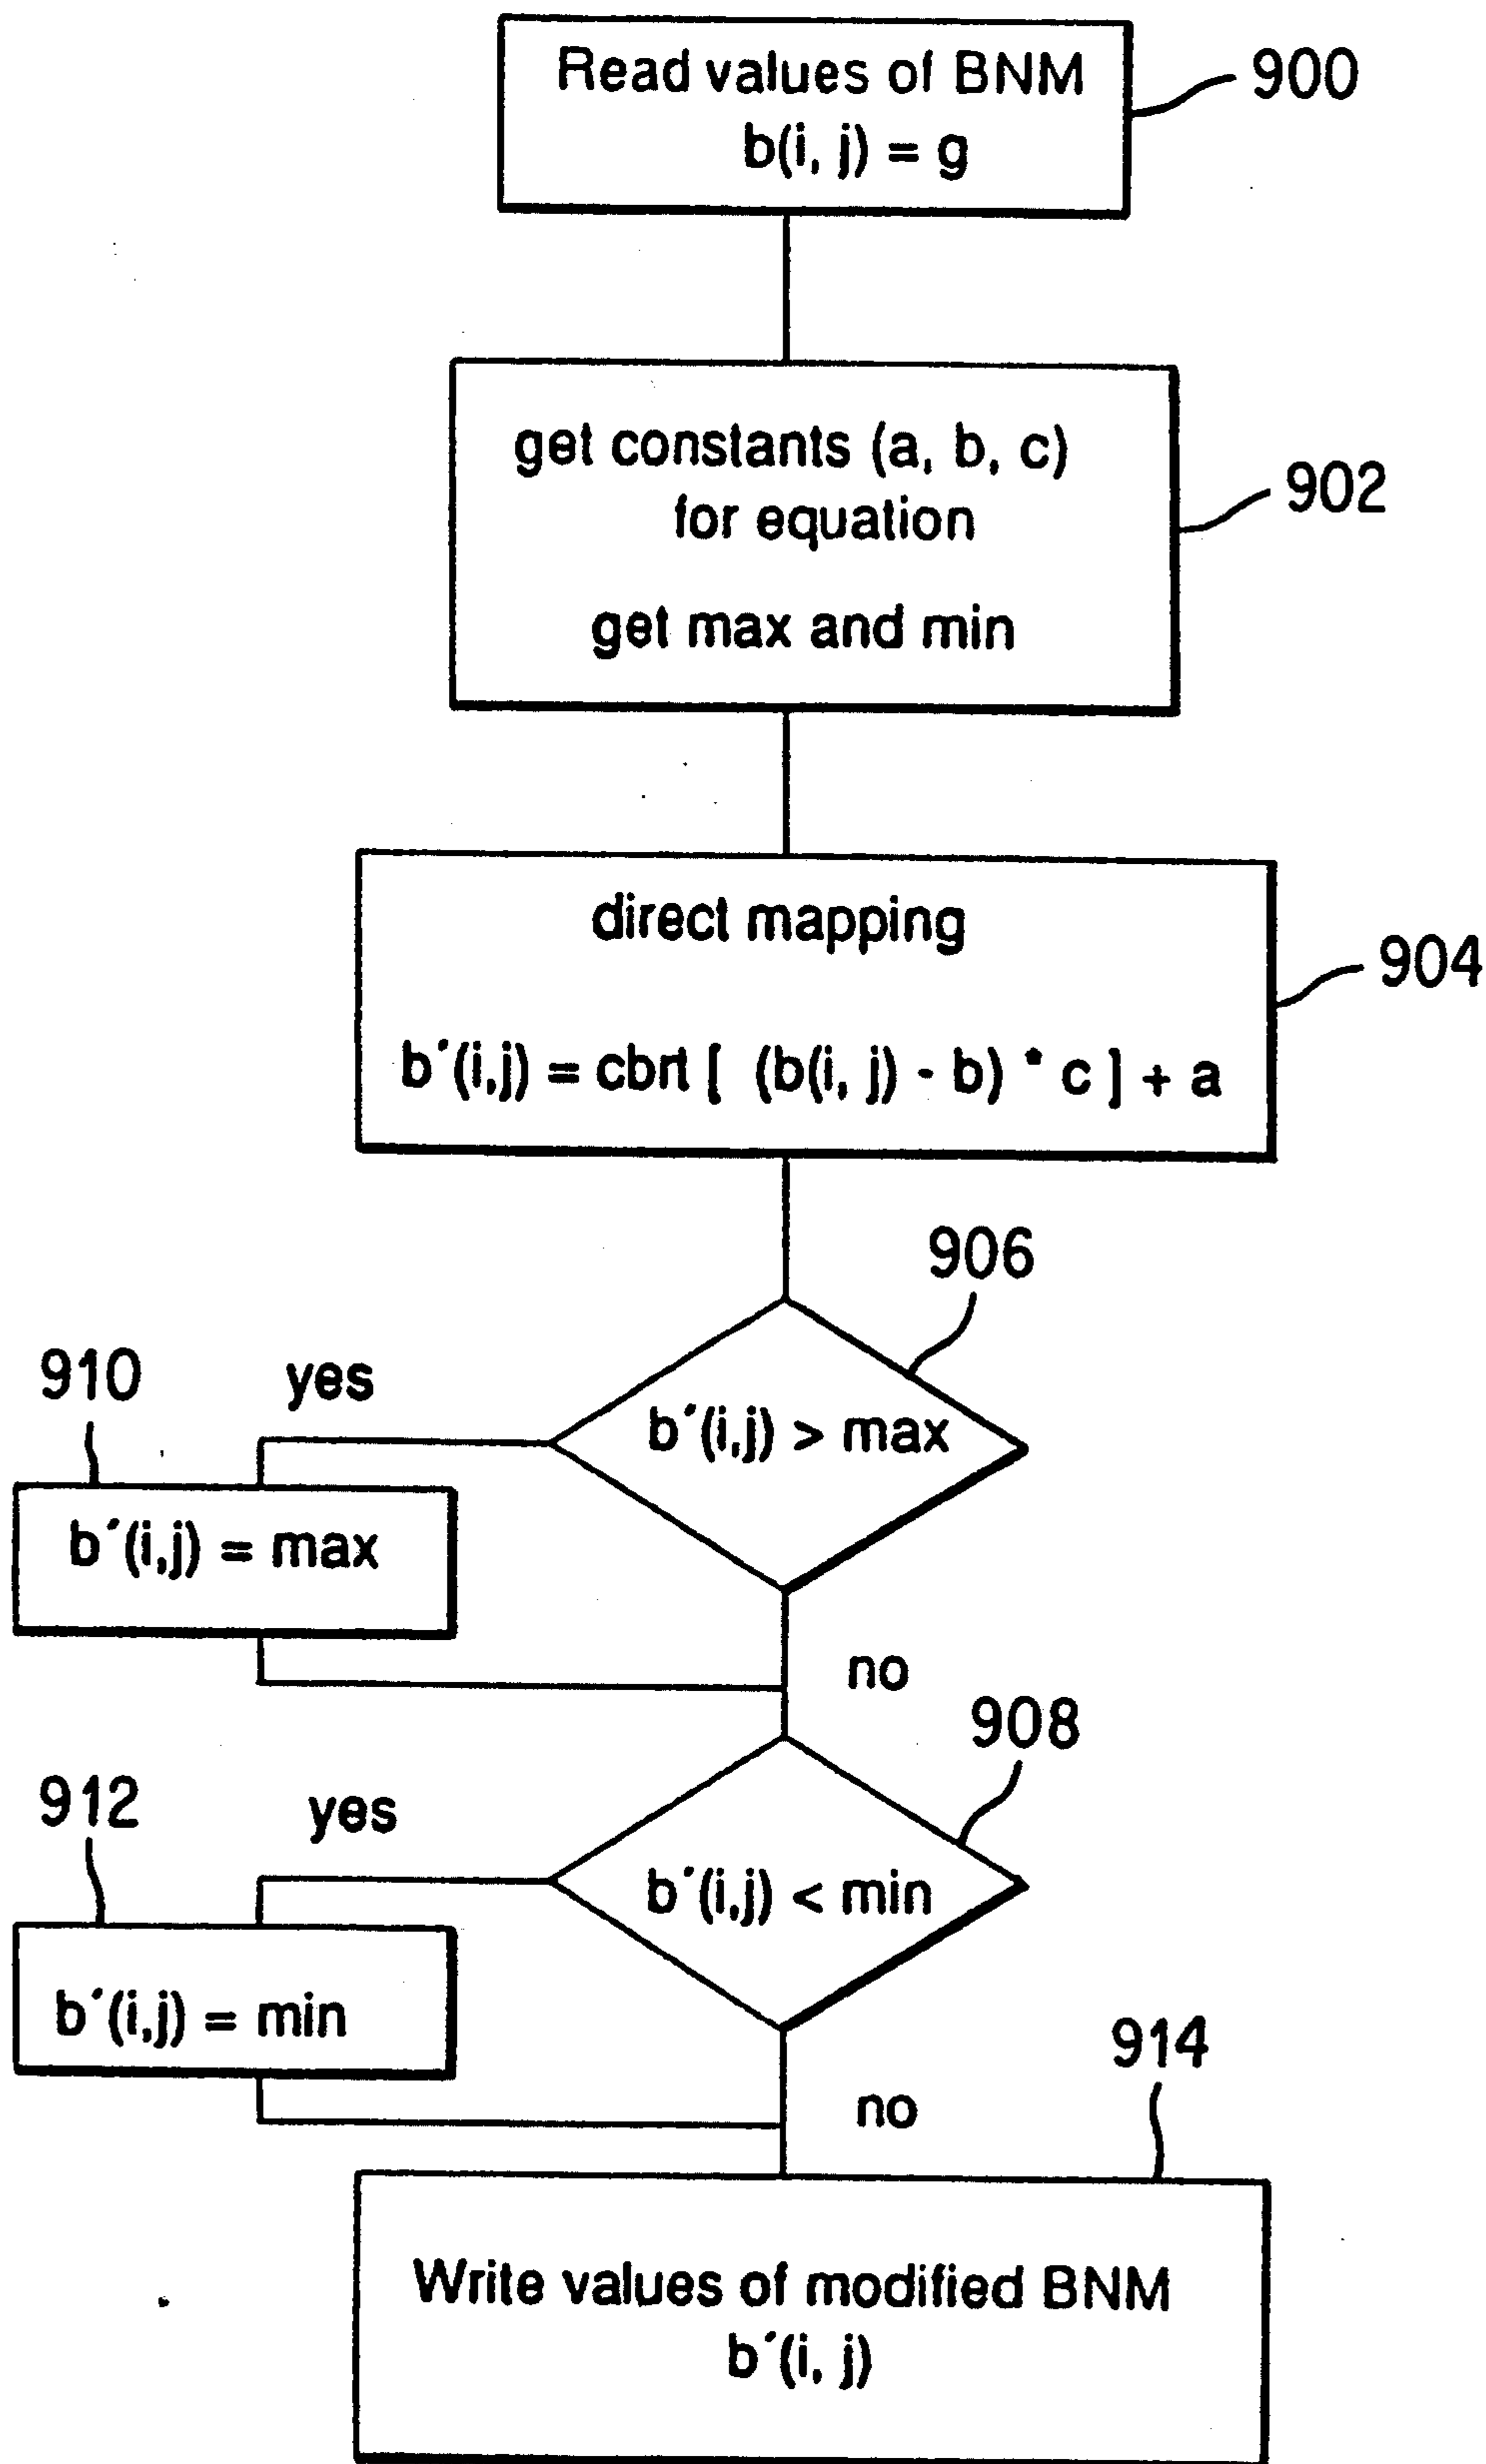 Read values of BNM
b(i, j) = g
900
get constants (a, b, c)
for equation
get max and min
902
direct mapping
b´(i,j) = cbrt [ (b(i, j) - b) * c ] + a
904
906
b´(i,j) > max
yes
910
b´(i,j) = max
no
908
b´(i,j) < min
yes
912
b´(i,j) = min
no
914
Write values of modified BNM
b´(i, j)